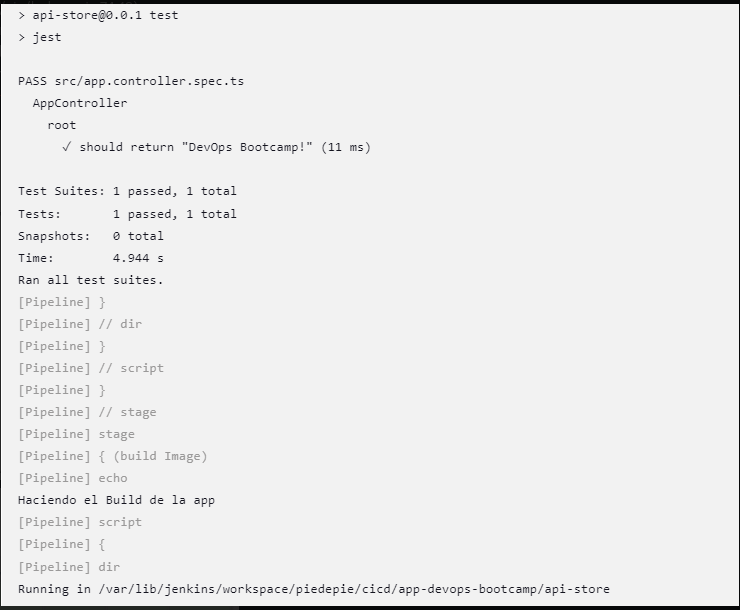 > api-store@0.0.1 test
> jest
PASS src/app.controller.spec.ts
AppController
root
✓ should return "DevOps Bootcamp!" (11 ms)
Test Suites: 1 passed, 1 total
Tests: 1 passed, 1 total
Snapshots: 0 total
Time: 4.944 s
Ran all test suites.
[Pipeline] }
[Pipeline] // dir
[Pipeline] }
[Pipeline] // script
[Pipeline] }
[Pipeline] // stage
[Pipeline] stage
[Pipeline] { (build Image)
[Pipeline] echo
Haciendo el Build de la app
[Pipeline] script
[Pipeline] {
[Pipeline] dir
Running in /var/lib/jenkins/workspace/piedepie/cicd/app-devops-bootcamp/api-store